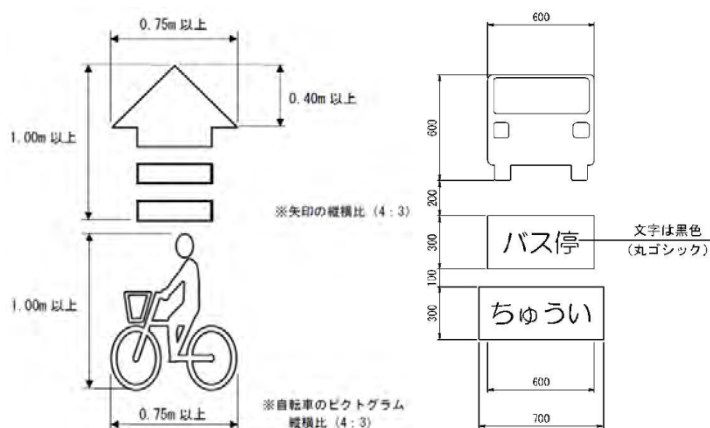 0.75m 以上
0.40m 以上
1.00m 以上
※矢印の縦横比（4：3）
1.00m 以上
※自転車のピクトグラム
縦横比（4：3）
0.75m 以上
600
600
200
300
バス停
文字は黒色
（丸ゴシック）
100
300
ちゅうい
600
700